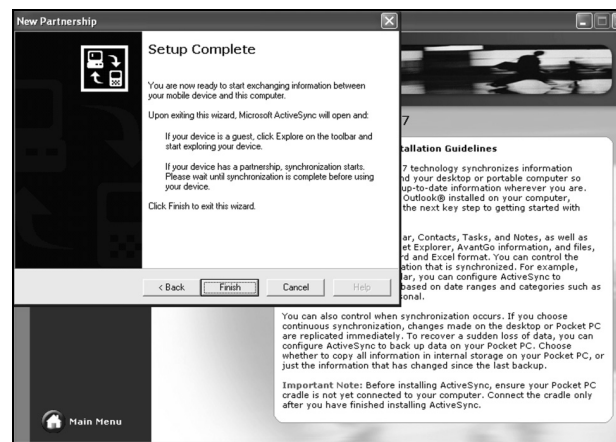 New Partnership
Setup Complete
You are now ready to start exchanging information between
your mobile device and this computer.
Upon exiting this wizard, Microsoft ActiveSync will open and:
If your device is a guest, click Explore on the toolbar and
start exploring your device.
If your device has a partnership, synchronization starts.
Please wait until synchronization is complete before using
your device.
Click Finish to exit this wizard.
< Back
Finish
Cancel
Help
7
tallation Guidelines
7 technology synchronizes information
nd your desktop or portable computer so
up-to-date information wherever you are.
Outlook® installed on your computer,
the next key step to getting started with
ar, Contacts, Tasks, and Notes, as well as
et Explorer, AvantGo information, and files,
rd and Excel format. You can control the
ation that is synchronized. For example,
dar, you can configure ActiveSync to
based on date ranges and categories such as
sonal.
You can also control when synchronization occurs. If you choose
continuous synchronization, changes made on the desktop or Pocket PC
are replicated immediately. To recover a sudden loss of data, you can
configure ActiveSync to back up data on your Pocket PC. Choose
whether to copy all information in internal storage on your Pocket PC, or
just the information that has changed since the last backup.
Important Note: Before installing ActiveSync, ensure your Pocket PC
cradle is not yet connected to your computer. Connect the cradle only
after you have finished installing ActiveSync.
Main Menu